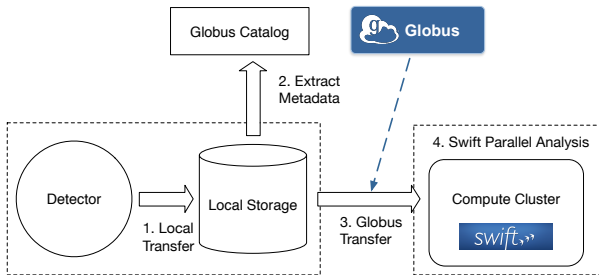 Globus Catalog
g
Globus
2. Extract
Metadata
4. Swift Parallel Analysis
Detector
Local Storage
Compute Cluster
1. Local
Transfer
3. Globus
Transfer
swift